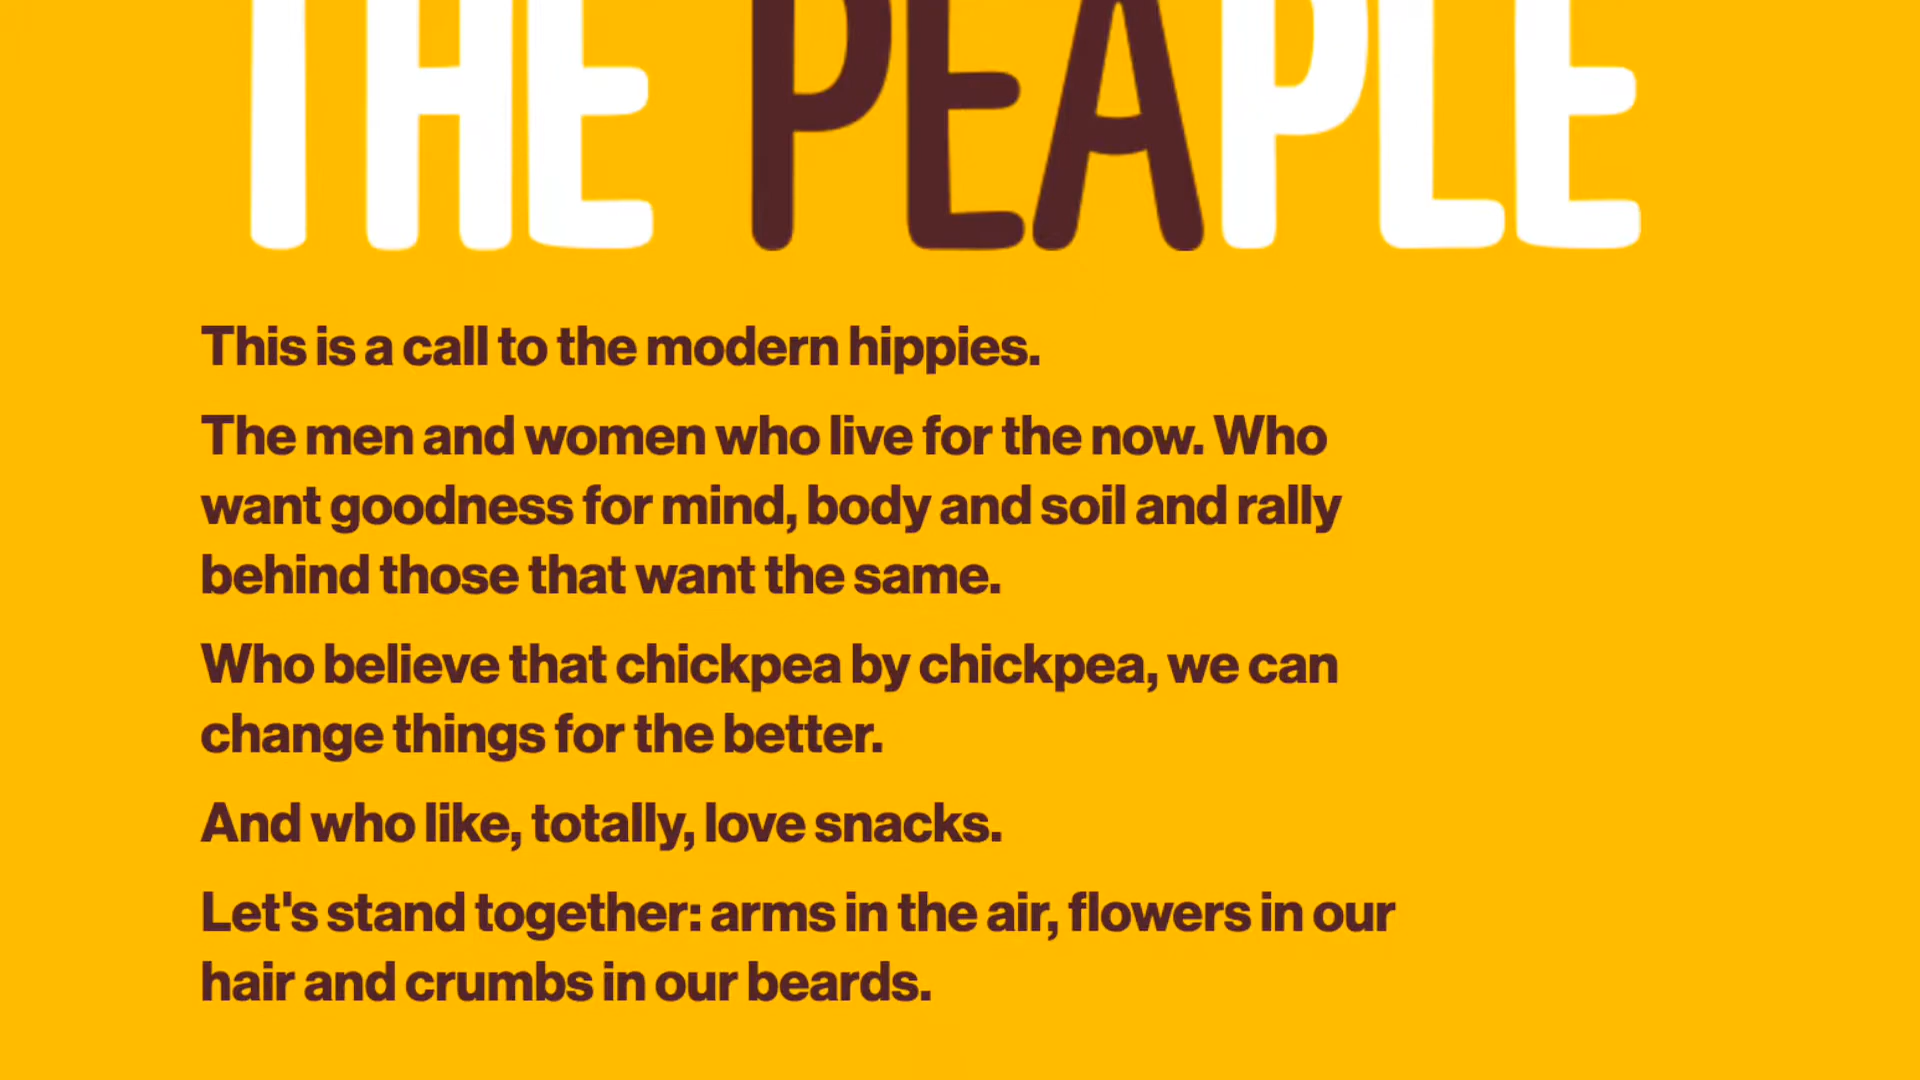 THE PEAPLE
This is a call to the modern hippies.
The men and women who live for the now. Who
want goodness for mind, body and soil and rally
behind those that want the same.
Who believe that chickpea by chickpea, we can
change things for the better.
And who like, totally, love snacks.
Let's stand together: arms in the air, flowers in our
hair and crumbs in our beards.